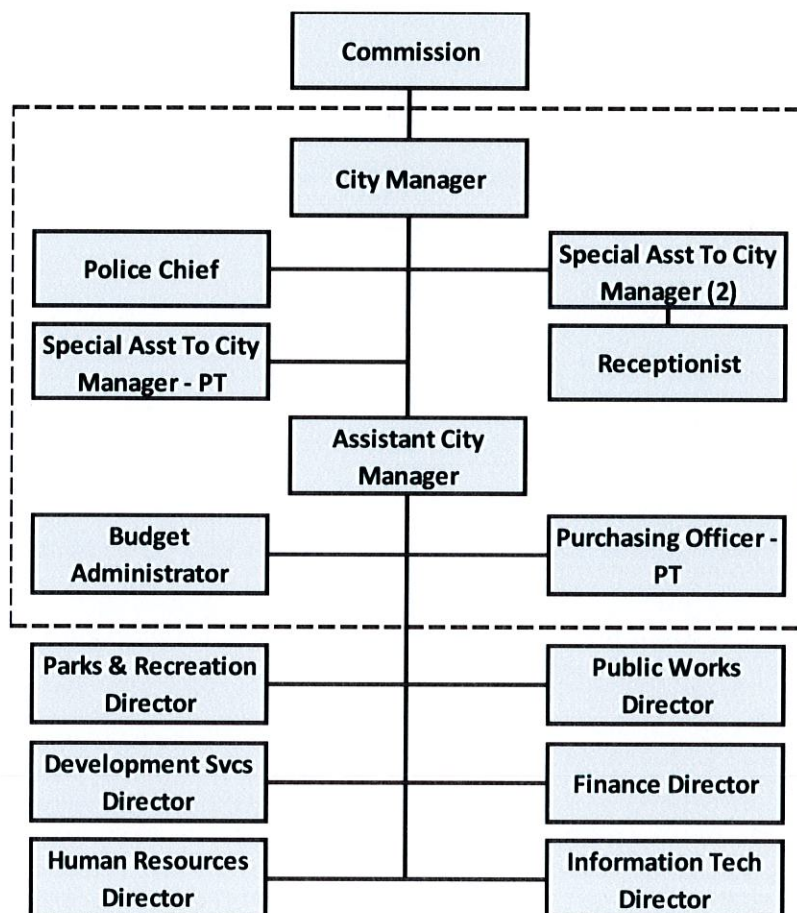 Commission
City Manager
Police Chief
Special Asst To City
Manager (2)
Special Asst To City
Manager - PT
Receptionist
Assistant City
Manager
Budget
Administrator
Purchasing Officer -
PT
Parks & Recreation
Director
Public Works
Director
Development Svcs
Director
Finance Director
Human Resources
Director
Information Tech
Director